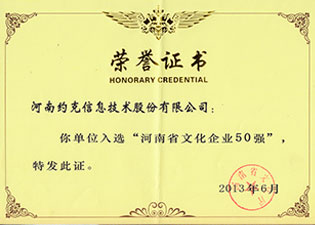 荣誉证书
HONORARY CREDENTIAL
河南约克信息技术股份有限公司：
你单位入选“河南省文化企业50强”，
特发此证。
2013年6月